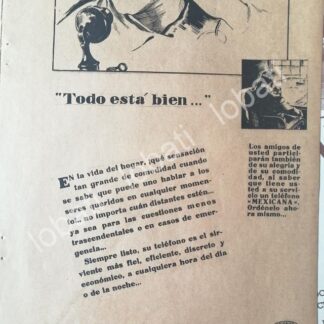 "Todo está bien..."
EN la vida del hogar, ¡qué sensación
tan grande de comodidad cuando
se sabe que puede uno hablar a los
seres queridos en cualquier momen-
to!... no importa cuán distantes estén...
ya sea para las cuestiones menos
trascendentales o en casos de emer-
gencia...
Siempre listo, su teléfono es el sir-
viente más fiel, eficiente, discreto y
económico, a cualquiera hora del día
o de la noche...
Los amigos de
usted partici-
parán también
de su alegría y
de su comodi-
dad, al saber
que tiene us-
ted a su servi-
cio un teléfono
"MEXICANA".
Ordénelo aho-
ra mismo...
lobati
lobati
lobati